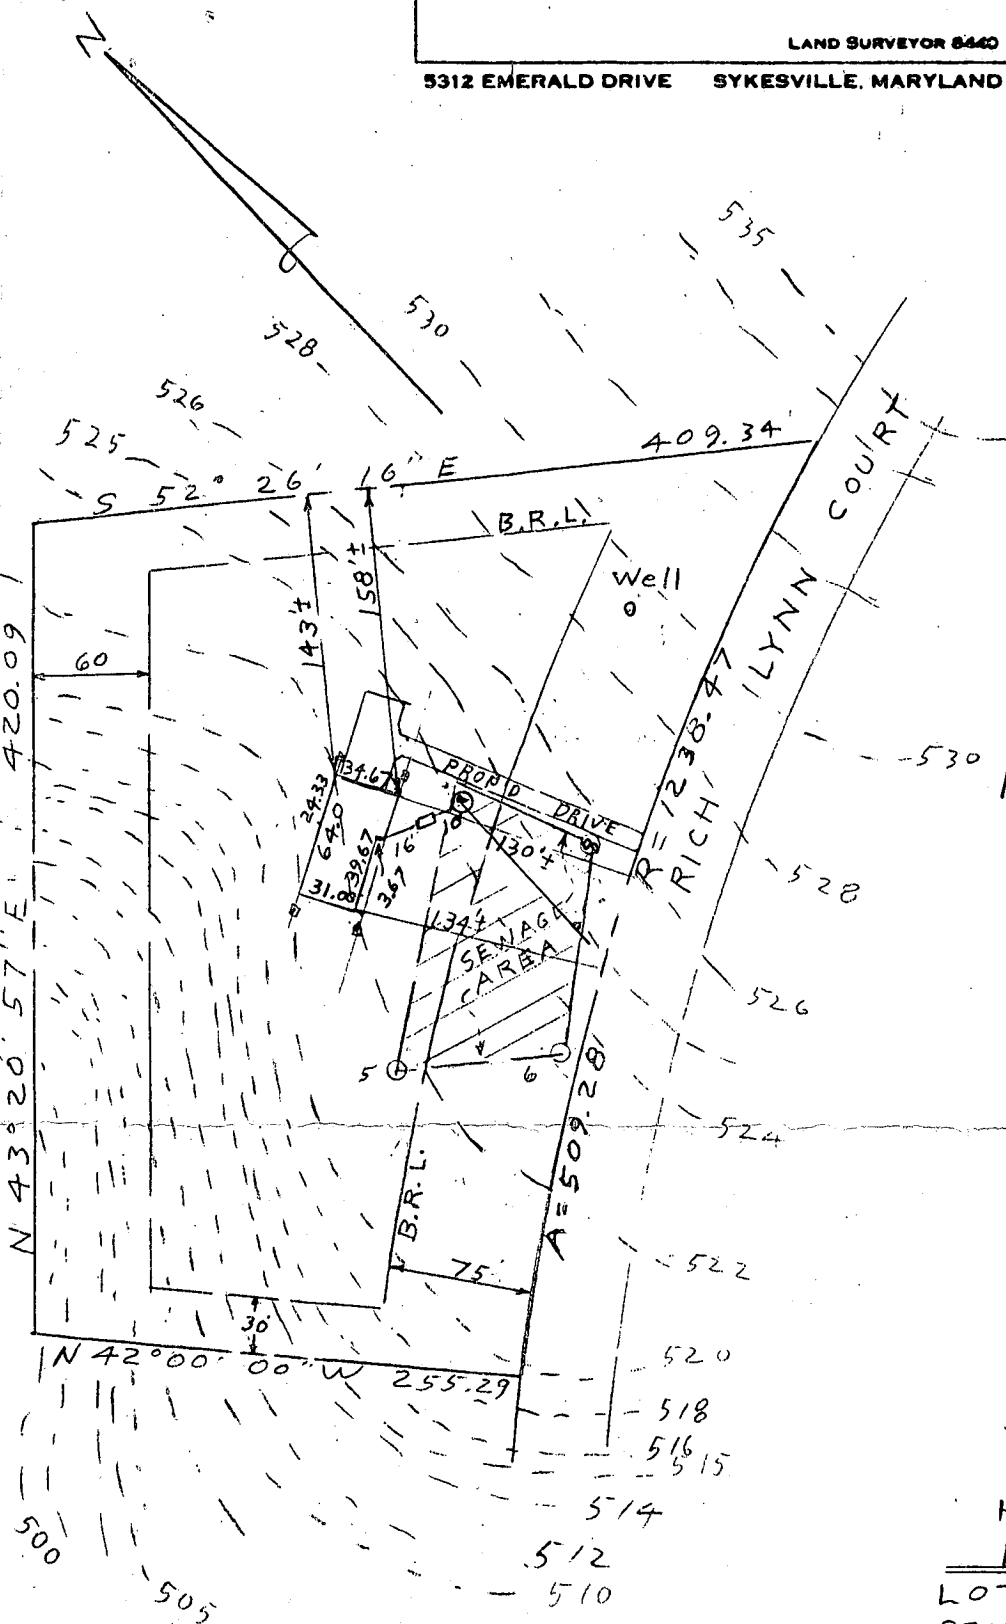 LAND SURVEYOR 8440
5312 EMERALD DRIVE SYKESVILLE, MARYLAND
N
535
530
528
526
525
S 52° 26' 16" E 409.34'
B.R.L.
Well
LYNN COURT
RICH
143'±
158'±
60
N 43° 20' 57" E 420.09'
R=1238.47'
A=509.28'
PROP'D DRIVE
34.67
24.33
64.0
39.67
16
3.67
31.00
130'±
134'±
SEWAGE
AREA
5
6
530
528
526
524
522
520
518
516
515
514
512
510
505
500
B.R.L.
75'
30'
N 42° 00' 00" W 255.29
LOT